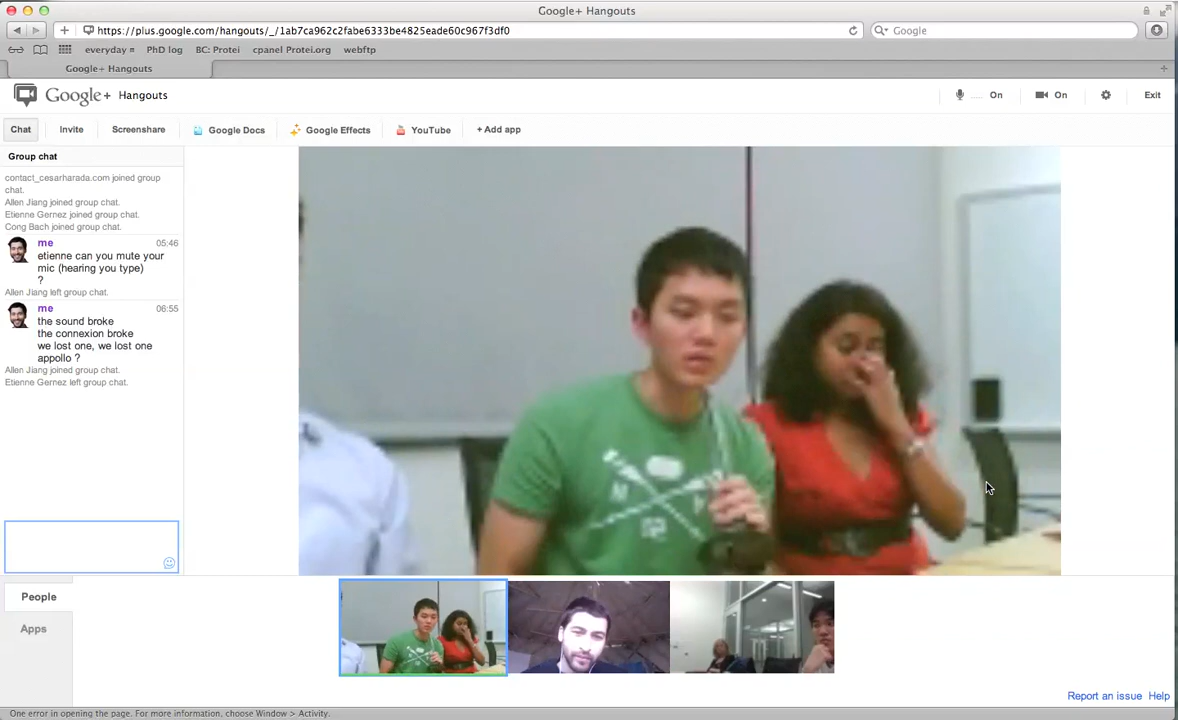 Google+ Hangouts
https://plus.google.com/hangouts/_/1ab7ca962c2fabe6333be4825eade60c967f3df0
Google
everyday
PhD log
BC: Protei
cpanel Protei.org
webftp
Google+ Hangouts
Google+ Hangouts
On
On
Exit
Chat
Invite
Screenshare
Google Docs
Google Effects
YouTube
+ Add app
Group chat
contact_cesarharada.com joined group
chat.
Allen Jiang joined group chat.
Etienne Gernez joined group chat.
Cong Bach joined group chat.
me 05:46
etienne can you mute your
mic (hearing you type)
?
Allen Jiang left group chat.
me 06:55
the sound broke
the connexion broke
we lost one, we lost one
appollo ?
Allen Jiang joined group chat.
Etienne Gernez left group chat.
People
Apps
Report an issue
Help
One error in opening the page. For more information, choose Window > Activity.